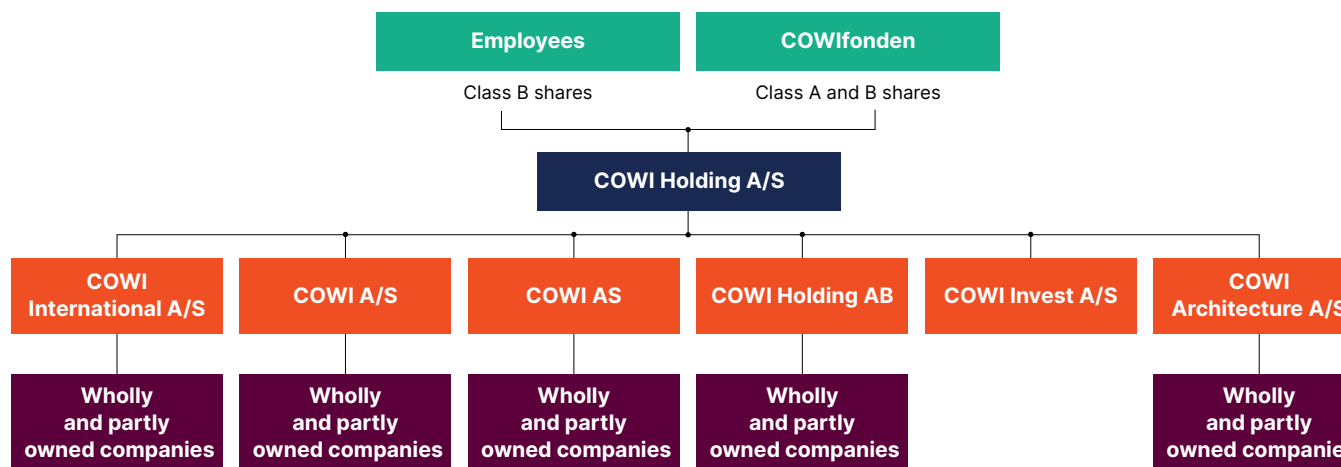 Employees
COWIfonden
Class B shares
Class A and B shares
COWI Holding A/S
COWI
International A/S
COWI A/S
COWI AS
COWI Holding AB
COWI Invest A/S
COWI
Architecture A/S
Wholly
and partly
owned companies
Wholly
and partly
owned companies
Wholly
and partly
owned companies
Wholly
and partly
owned companies
Wholly
and partly
owned companie